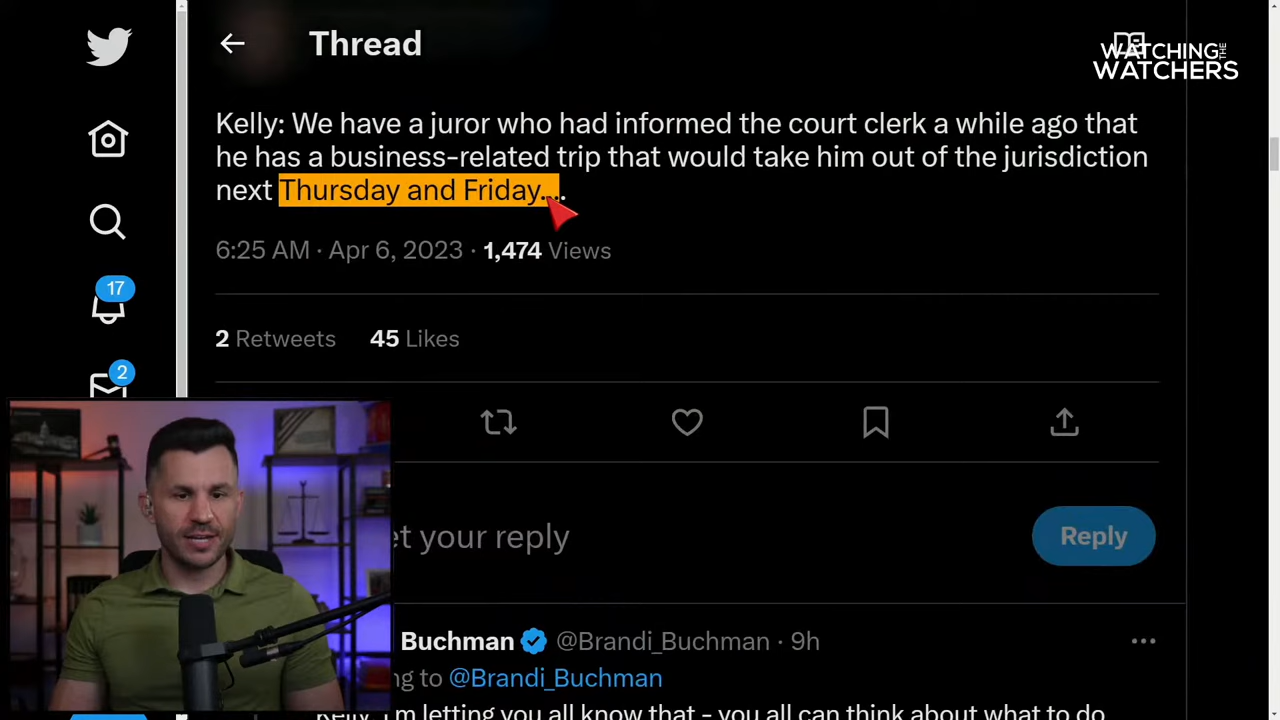 Thread
WATCHING THE
WATCHERS
Kelly: We have a juror who had informed the court clerk a while ago that
he has a business-related trip that would take him out of the jurisdiction
next Thursday and Friday....
6:25 AM · Apr 6, 2023 · 1,474 Views
17
2 Retweets 45 Likes
2
et your reply
Reply
Buchman @Brandi_Buchman · 9h
ng to @Brandi_Buchman
Kelly: I'm letting you all know that - you all can think about what to do